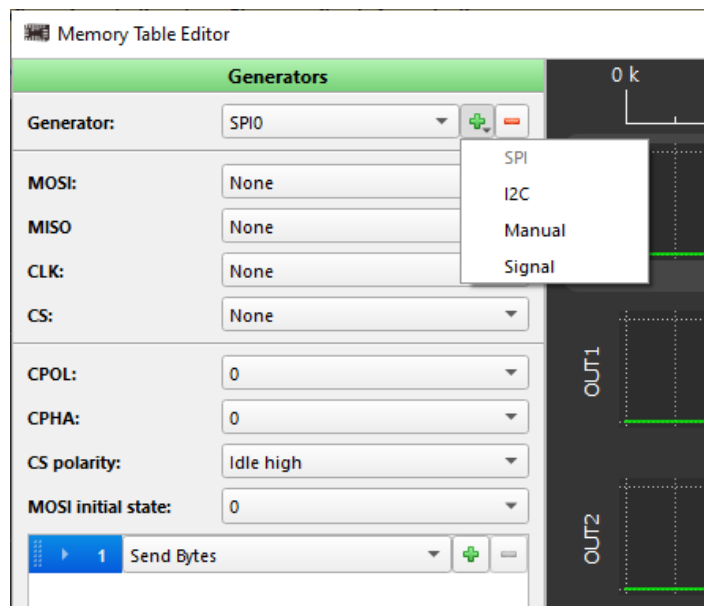 Memory Table Editor
Generators
0 k
Generator:
SPI0
SPI
I2C
Manual
Signal
MOSI:
None
MISO
None
CLK:
None
CS:
None
CPOL:
0
CPHA:
0
CS polarity:
Idle high
MOSI initial state:
0
1
Send Bytes
OUT1
OUT2